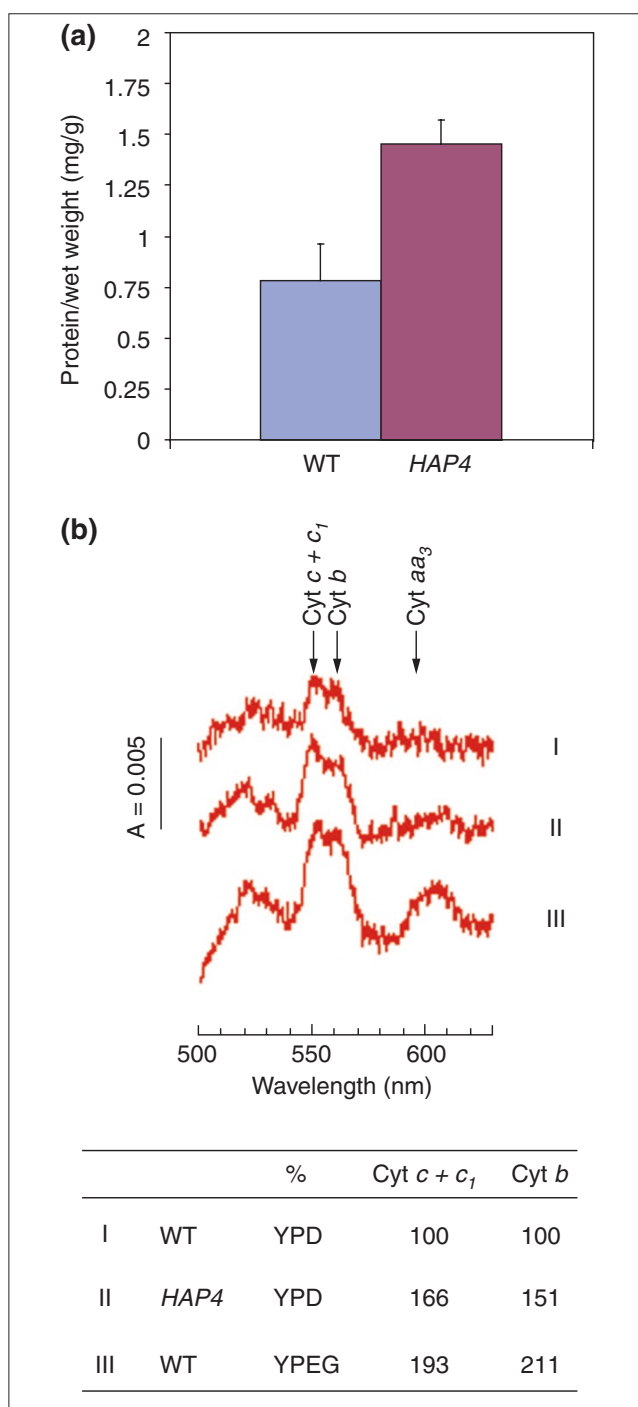 (a)
Protein/wet weight (mg/g)
2
1.75
1.5
1.25
1
0.75
0.5
0.25
0
WT HAP4
(b)
Cyt c + c1
Cyt b
Cyt aa3
A = 0.005
I
II
III
500 550 600
Wavelength (nm)
% Cyt c + c1 Cyt b
I WT YPD 100 100
II HAP4 YPD 166 151
III WT YPEG 193 211